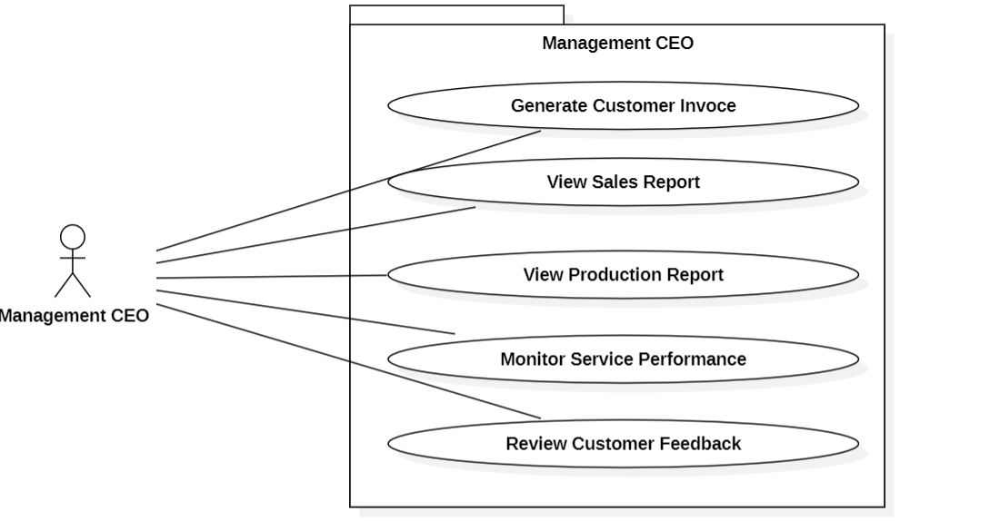 Management CEO
Generate Customer Invoce
View Sales Report
View Production Report
Management CEO
Monitor Service Performance
Review Customer Feedback